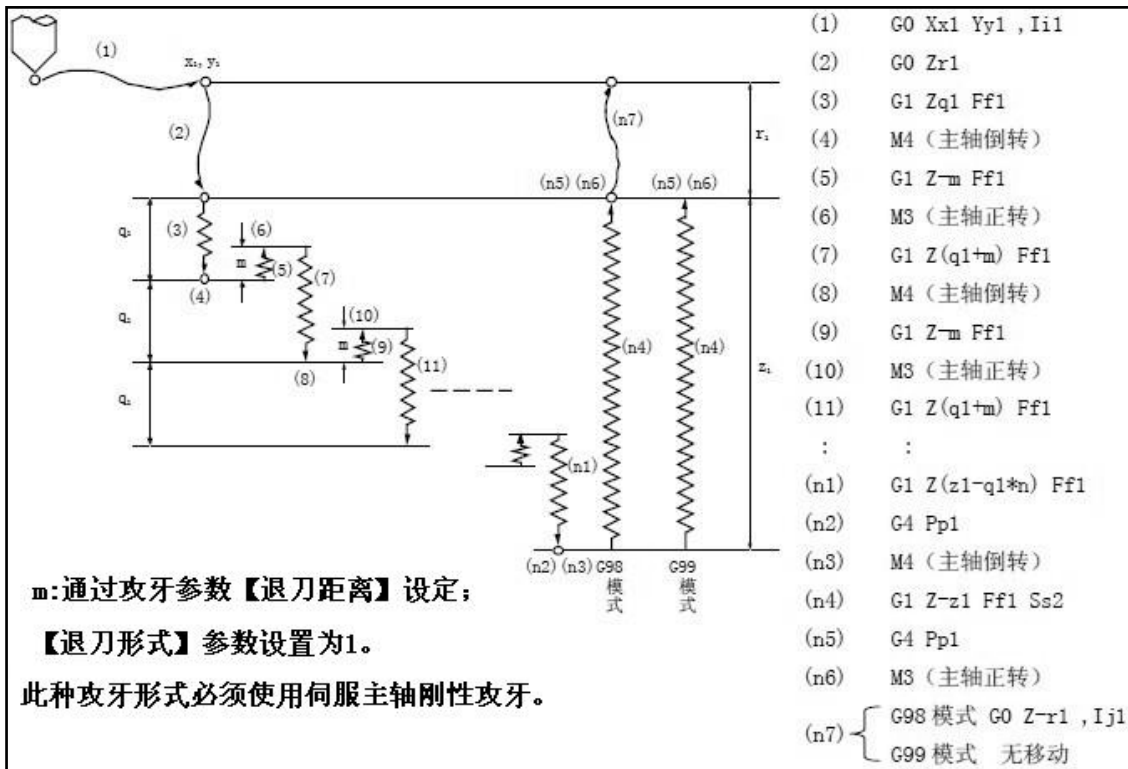 (1)
x₁, y₁
(2)
(n7)
r₁
(n5) (n6)
(n5) (n6)
q₁
(3)
(6)
m
(5)
(7)
(4)
q₁
(10)
m
(9)
(n4)
(n4)
(11)
z₁
(8)
q₁
(n1)
(n2) (n3) G98
模
式
G99
模
式
m:通过攻牙参数【退刀距离】设定;
【退刀形式】参数设置为1。
此种攻牙形式必须使用伺服主轴刚性攻牙。
(1) G0 Xx1 Yy1 ,Ii1
(2) G0 Zr1
(3) G1 Zq1 Ff1
(4) M4 (主轴倒转)
(5) G1 Z-m Ff1
(6) M3 (主轴正转)
(7) G1 Z(q1+m) Ff1
(8) M4 (主轴倒转)
(9) G1 Z-m Ff1
(10) M3 (主轴正转)
(11) G1 Z(q1+m) Ff1
: :
(n1) G1 Z(z1-q1*n) Ff1
(n2) G4 Pp1
(n3) M4 (主轴倒转)
(n4) G1 Z-z1 Ff1 Ss2
(n5) G4 Pp1
(n6) M3 (主轴正转)
(n7) G98 模式 G0 Z-r1 ,Ij1
G99 模式 无移动